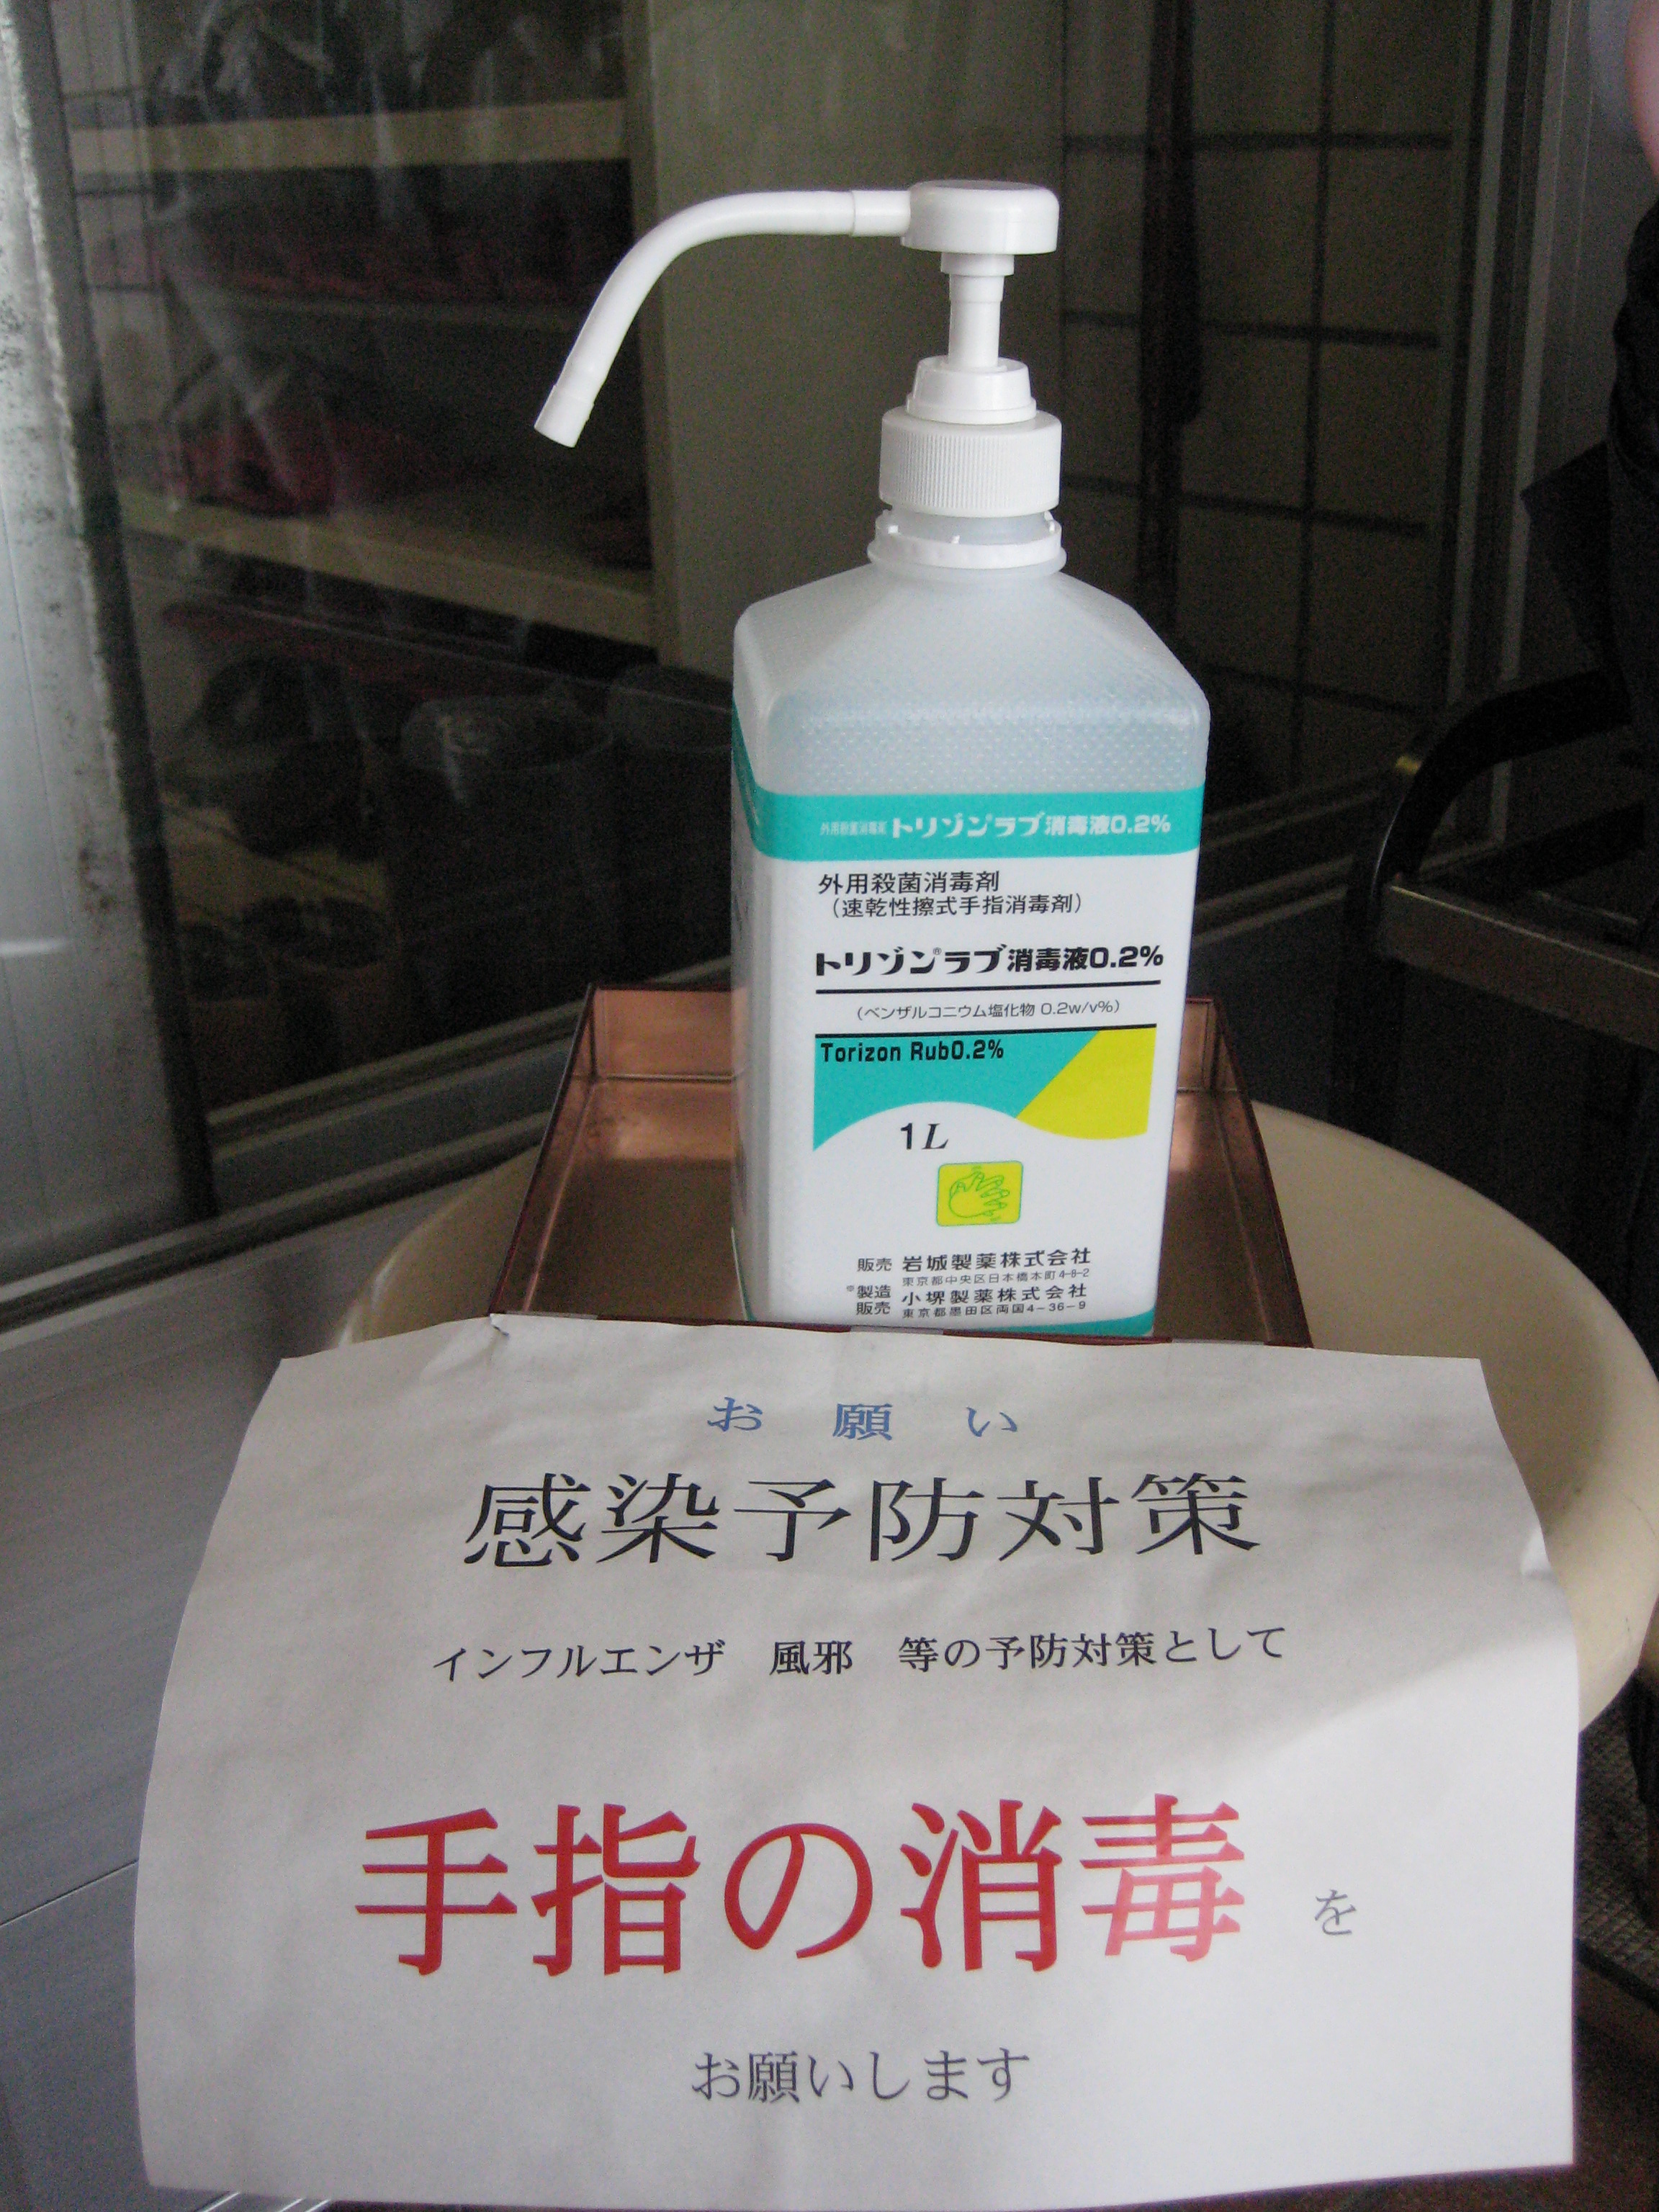 外用殺菌消毒剤 トリゾンラブ消毒液0.2%
外用殺菌消毒剤
(速乾性擦式手指消毒剤)
トリゾン®ラブ消毒液0.2%
(ベンザルコニウム塩化物 0.2w/v%)
Torizon Rub0.2%
1L
販売 岩城製薬株式会社
東京都中央区日本橋本町4-8-2
®製造 小堺製薬株式会社
販売 東京都墨田区両国4-36-9
お 願 い
感染予防対策
インフルエンザ 風邪 等の予防対策として
手指の消毒 を
お願いします